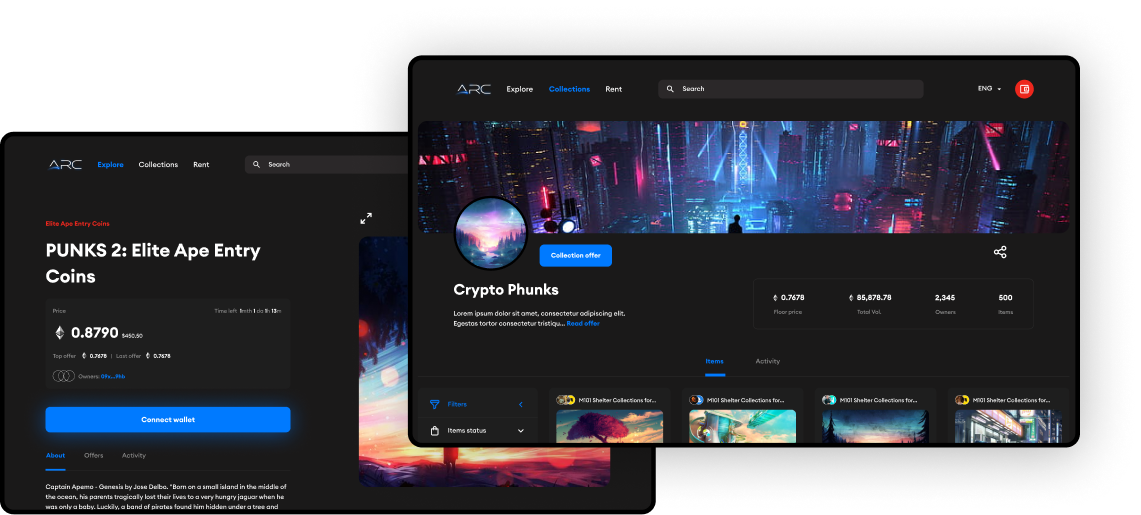 ARC Explore Collections Rent Search
Elite Ape Entry Coins
PUNKS 2: Elite Ape Entry
Coins
Price Time left 1mth 1 do 1h 13m
0.8790 $450.50
Top offer 0.7678 | Last offer 0.7678
Connect wallet
About Offers Activity
Captain Apemo - Genesis by Jose Delbo. "Born on a small island in the middle of
the ocean, his parents tragically lost their lives to a very hungry jaguar when he
was only a baby. Luckily, a band of pirates found him hidden under a tree and
ARC Explore Collections Rent Search ENG
Collection offer
Crypto Phunks
Lorem ipsum dolor sit amet, consectetur adipiscing elit.
Egestas tortor consectetur tristiqu... Read offer
0.7678 85,878.78 2,345 500
Floor price Total Vol. Owners Items
Items Activity
Filters
Items status
M101 Shelter Collections for...
M101 Shelter Collections for...
M101 Shelter Collections for...
M101 Shelter Collections for...